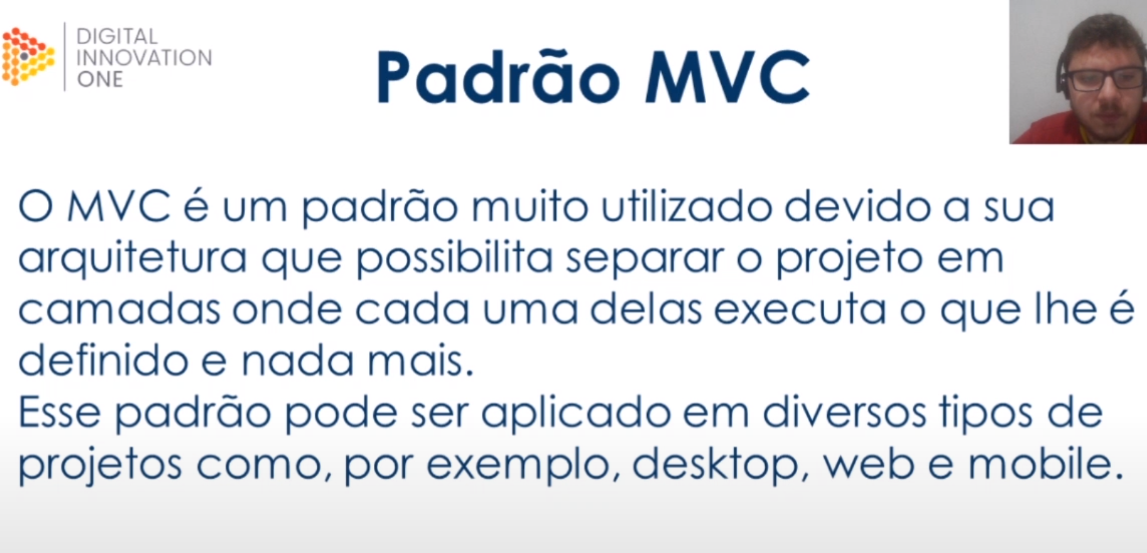 DIGITAL
INNOVATION
ONE
Padrão MVC
O MVC é um padrão muito utilizado devido a sua
arquitetura que possibilita separar o projeto em
camadas onde cada uma delas executa o que lhe é
definido e nada mais.
Esse padrão pode ser aplicado em diversos tipos de
projetos como, por exemplo, desktop, web e mobile.